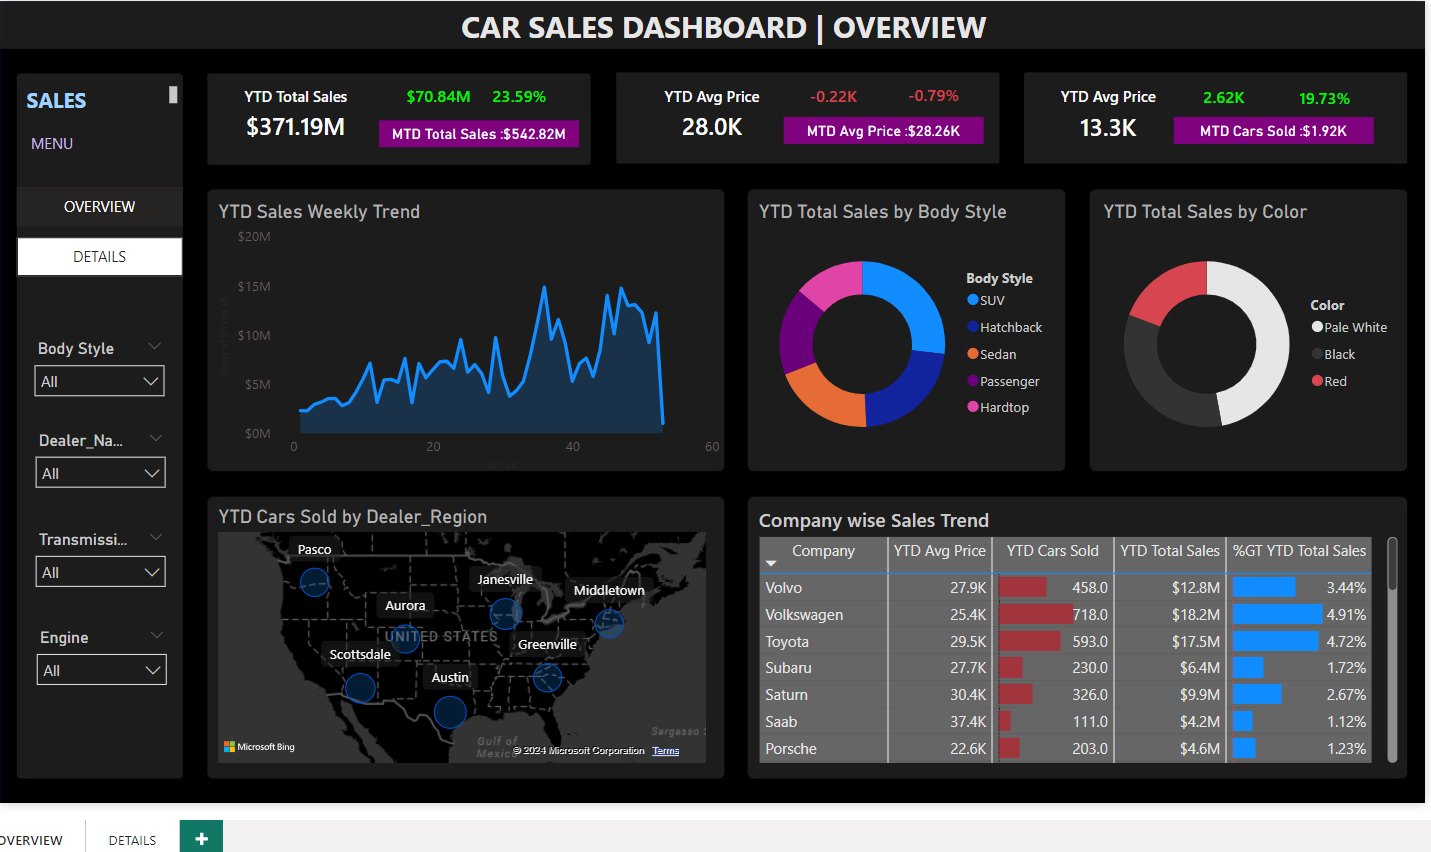 CAR SALES DASHBOARD | OVERVIEW
SALES
MENU
OVERVIEW
DETAILS
Body Style
All
Dealer_Na...
All
Transmissi...
All
Engine
All
YTD Total Sales
$371.19M
$70.84M 23.59%
MTD Total Sales :$542.82M
YTD Avg Price
28.0K
-0.22K -0.79%
MTD Avg Price :$28.26K
YTD Avg Price
13.3K
2.62K 19.73%
MTD Cars Sold :$1.92K
YTD Sales Weekly Trend
$20M
$15M
$10M
$5M
$0M
0 20 40 60
YTD Total Sales by Body Style
Body Style
SUV
Hatchback
Sedan
Passenger
Hardtop
YTD Total Sales by Color
Color
Pale White
Black
Red
YTD Cars Sold by Dealer_Region
Pasco
Janesville
Middletown
Aurora
UNITED STATES
Greenville
Scottsdale
Austin
Sargasso S
Gulf of
Mexico
Microsoft Bing
© 2024 Microsoft Corporation Terms
Company wise Sales Trend
Company YTD Avg Price YTD Cars Sold YTD Total Sales %GT YTD Total Sales
Volvo 27.9K 458.0 $12.8M 3.44%
Volkswagen 25.4K 718.0 $18.2M 4.91%
Toyota 29.5K 593.0 $17.5M 4.72%
Subaru 27.7K 230.0 $6.4M 1.72%
Saturn 30.4K 326.0 $9.9M 2.67%
Saab 37.4K 111.0 $4.2M 1.12%
Porsche 22.6K 203.0 $4.6M 1.23%
OVERVIEW DETAILS +